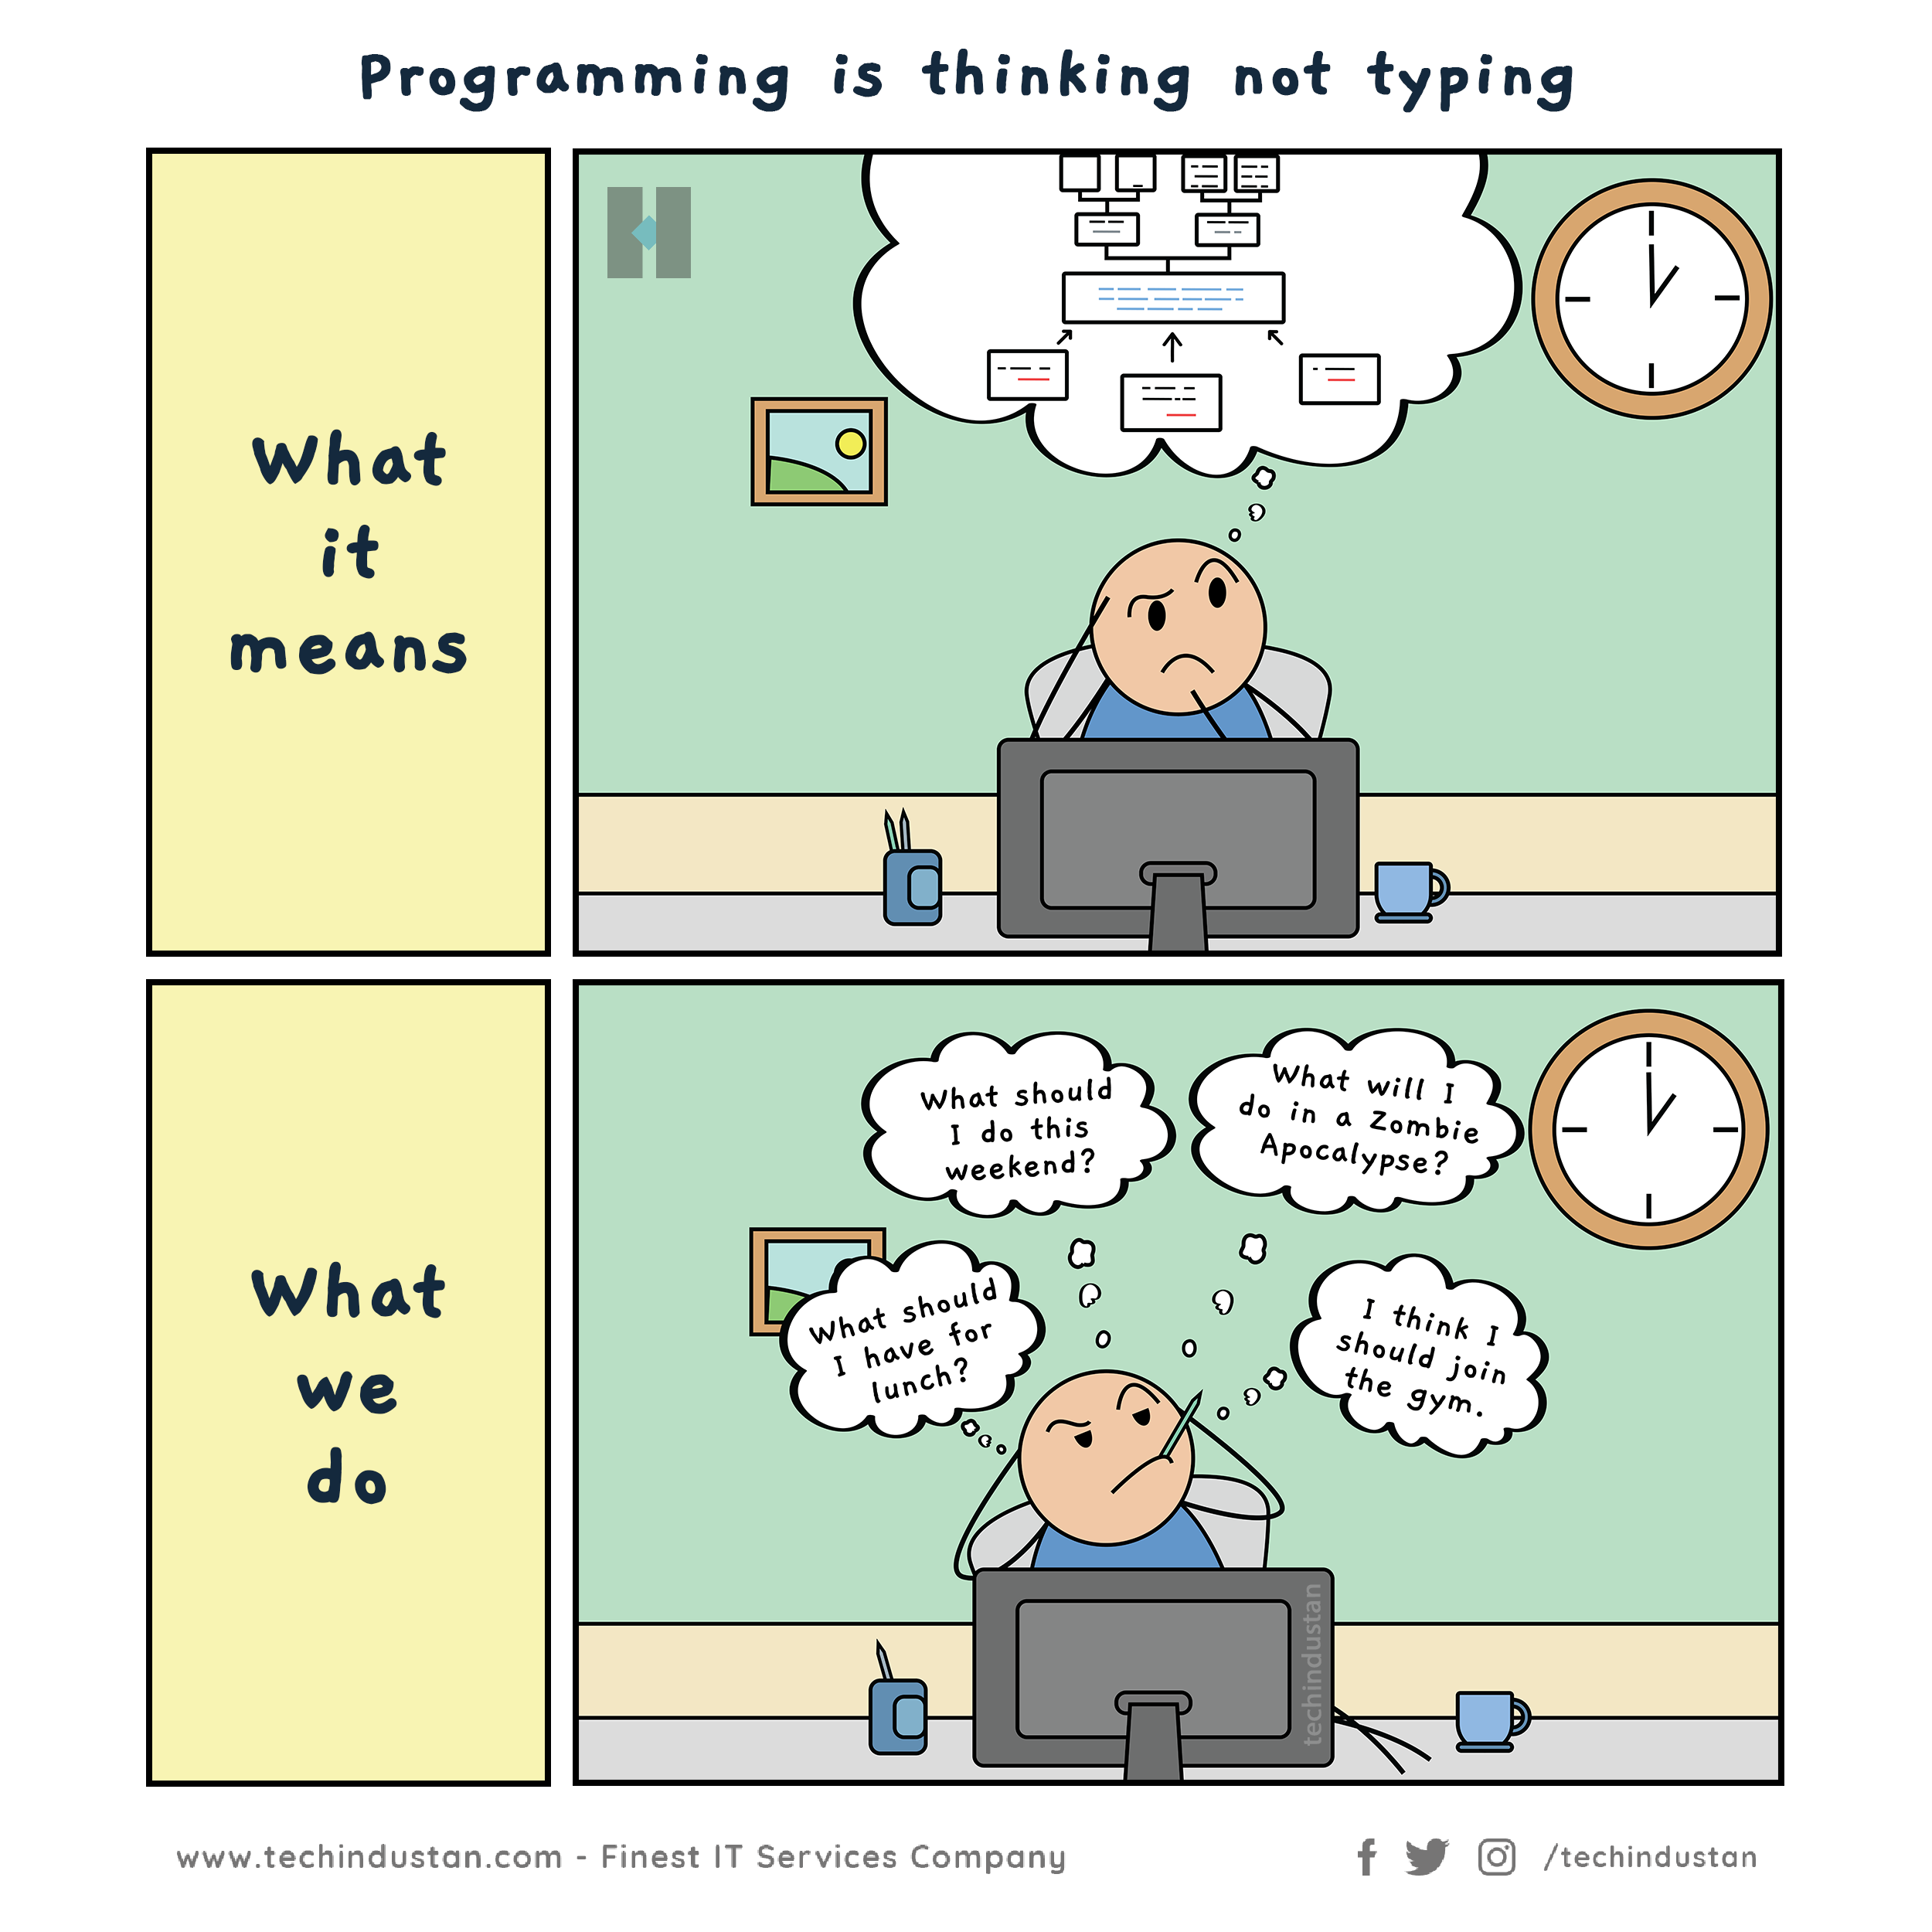 Programming is thinking not typing
What
it
means
What
we
do
What should
I do this
weekend?
What will I
do in a Zombie
Apocalypse?
What should
I have for
lunch?
I think I
should join
the gym.
techindustan
www.techindustan.com - Finest IT Services Company
/techindustan